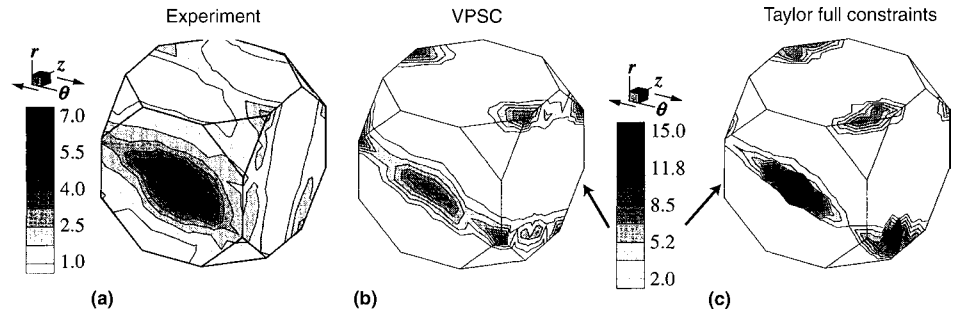 Experiment
VPSC
Taylor full constraints
r
z
θ
7.0
5.5
4.0
2.5
1.0
r
z
θ
15.0
11.8
8.5
5.2
2.0
(a)
(b)
(c)